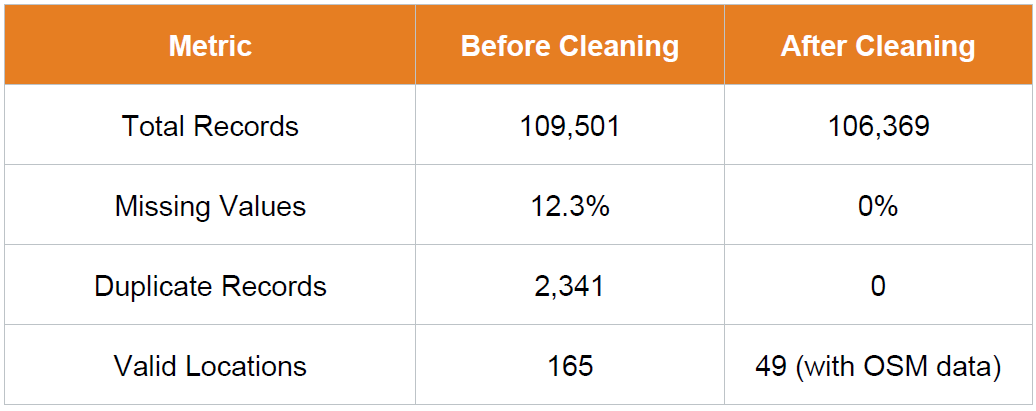 Metric Before Cleaning After Cleaning
Total Records 109,501 106,369
Missing Values 12.3% 0%
Duplicate Records 2,341 0
Valid Locations 165 49 (with OSM data)